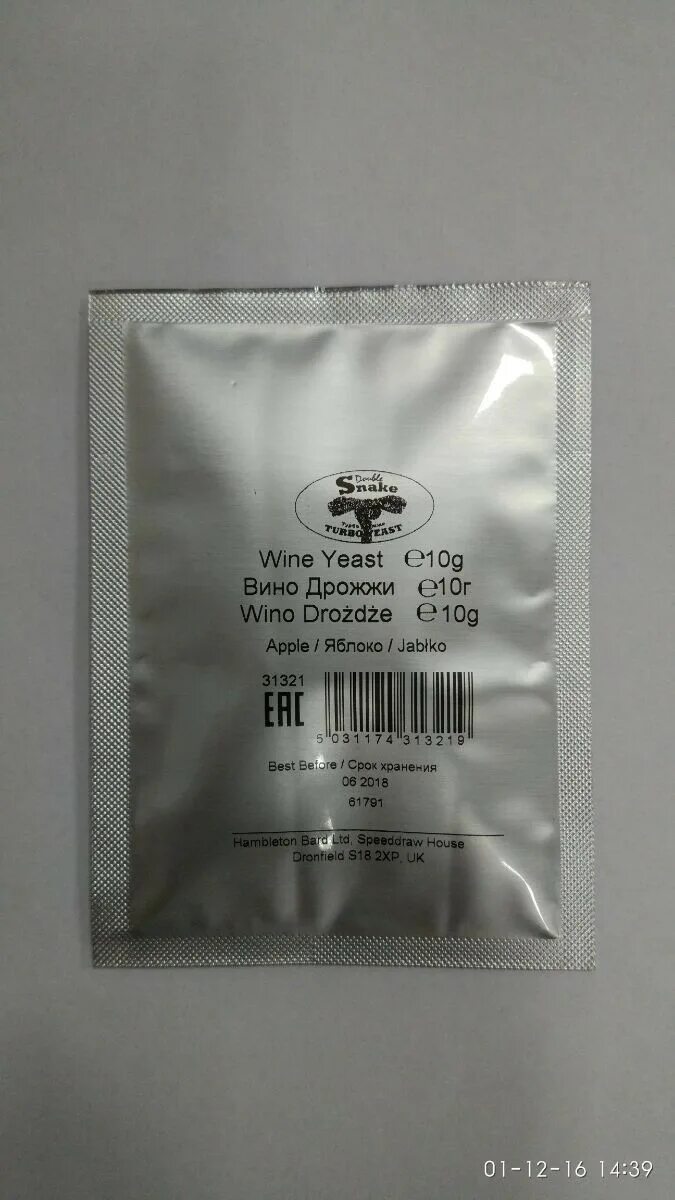 Double
Snake
TURBO YEAST
Wine Yeast ℮10g
Вино Дрожжи ℮10г
Wino Drożdże ℮10g
Apple / Яблоко / Jabłko
31321
EAC
5 031174 313219
Best Before / Срок хранения
06 2018
61791
Hambleton Bard Ltd, Speeddraw House
Dronfield S18 2XP, UK
01-12-16 14:39